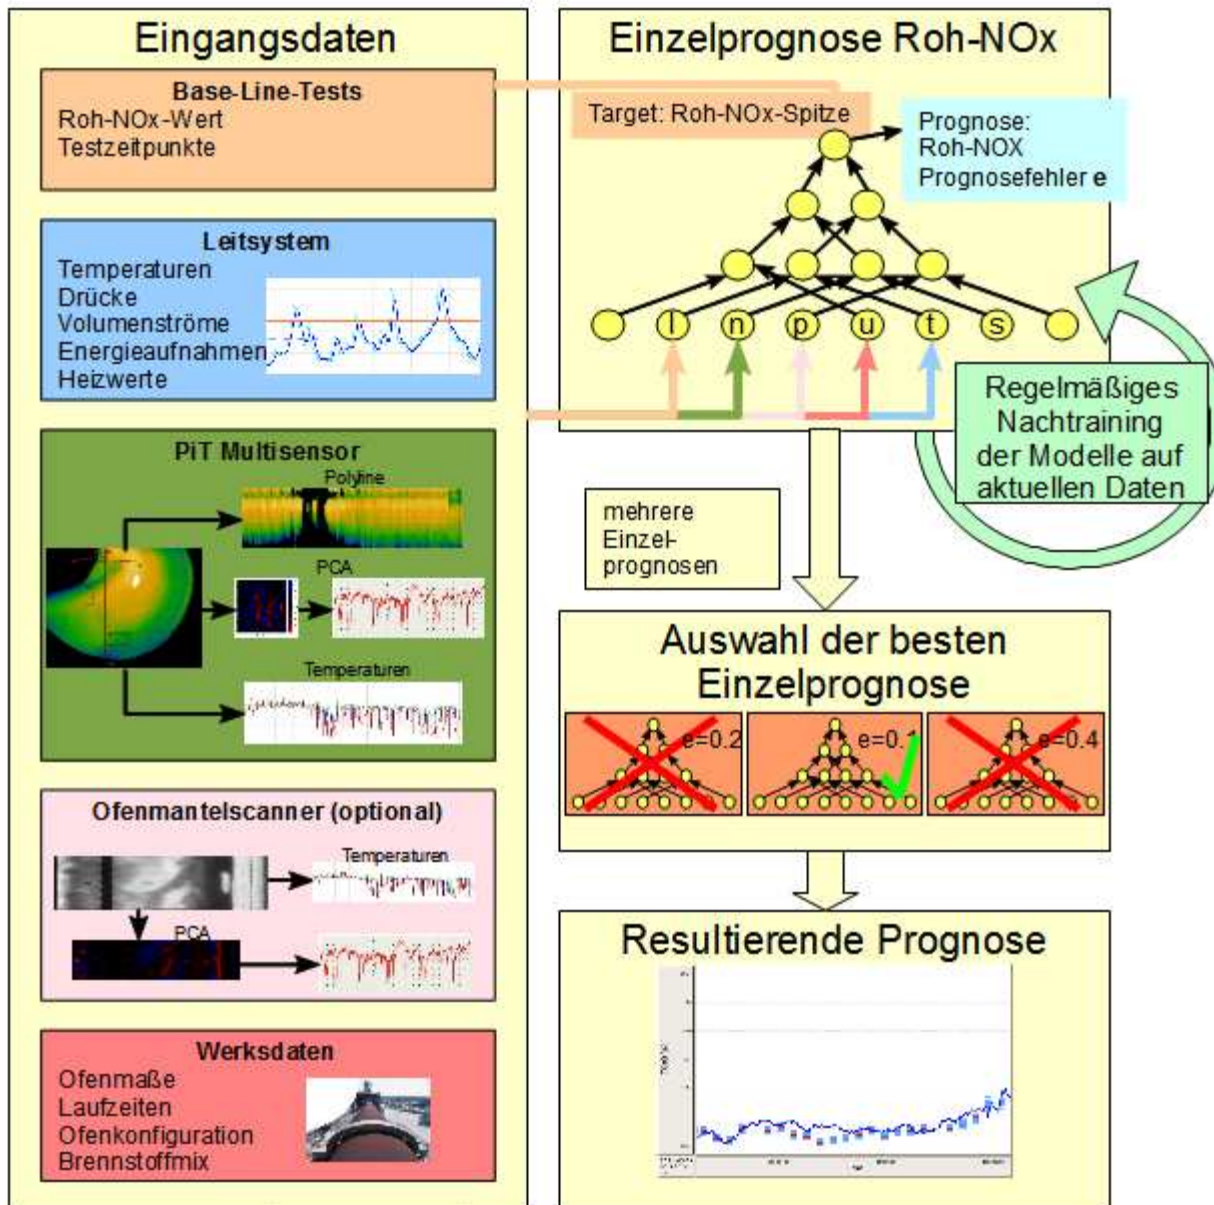 Eingangsdaten
Base-Line-Tests
Roh-NOx-Wert
Testzeitpunkte
Leitsystem
Temperaturen
Drücke
Volumenströme
Energieaufnahmen
Heizwerte
PiT Multisensor
Polyline
PCA
Temperaturen
Ofenmantelscanner (optional)
Temperaturen
PCA
Werksdaten
Ofenmaße
Laufzeiten
Ofenkonfiguration
Brennstoffmix
Einzelprognose Roh-NOx
Target: Roh-NOx-Spitze
Prognose:
Roh-NOX
Prognosefehler e
I n p u t s
Regelmäßiges
Nachtraining
der Modelle auf
aktuellen Daten
mehrere
Einzel-
prognosen
Auswahl der besten
Einzelprognose
e=0.2 e=0.1 e=0.4
Resultierende Prognose